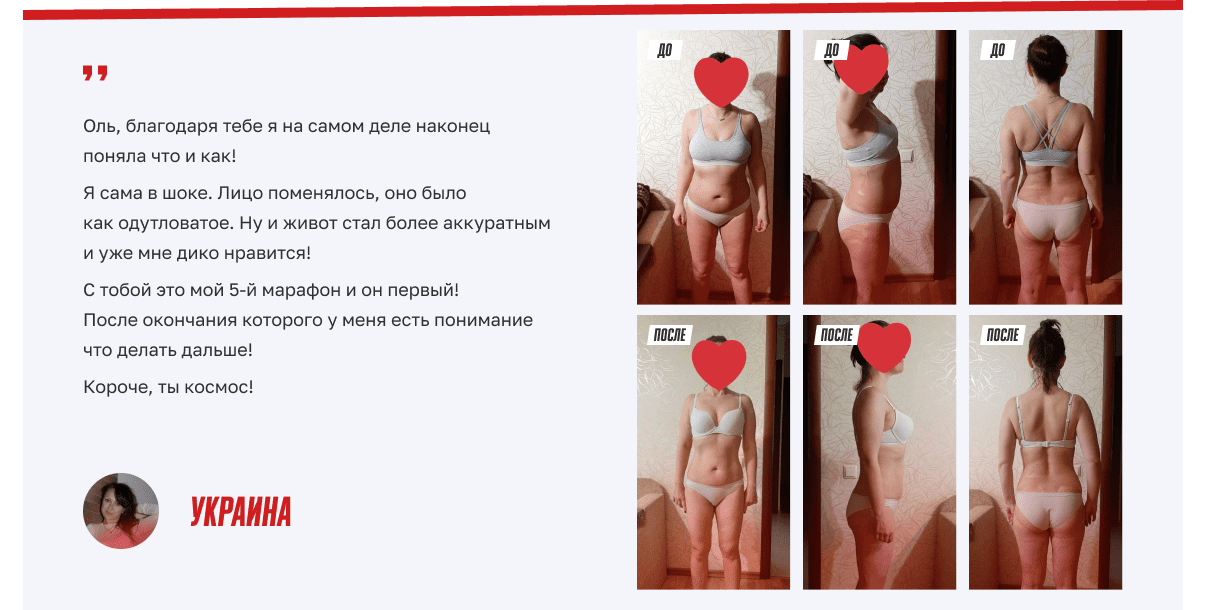 Оль, благодаря тебе я на самом деле наконец
поняла что и как!
Я сама в шоке. Лицо поменялось, оно было
как одутловатое. Ну и живот стал более аккуратным
и уже мне дико нравится!
С тобой это мой 5-й марафон и он первый!
После окончания которого у меня есть понимание
что делать дальше!
Короче, ты космос!
УКРАИНА
ДО
ДО
ДО
ПОСЛЕ
ПОСЛЕ
ПОСЛЕ